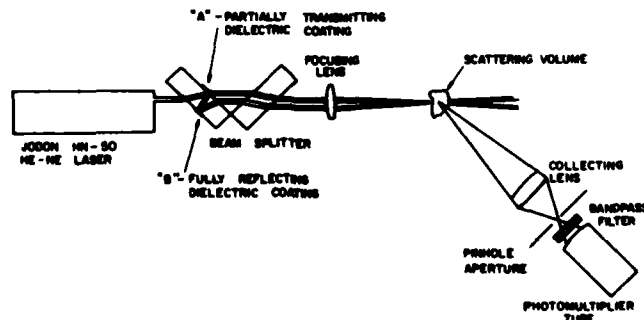 "A" - PARTIALLY TRANSMITTING
DIELECTRIC COATING
FOCUSING
LENS
SCATTERING VOLUME
JODON HN-50
HE-NE LASER
BEAM SPLITTER
"B" - FULLY REFLECTING
DIELECTRIC COATING
COLLECTING
LENS
BANDPASS
FILTER
PINHOLE
APERTURE
PHOTOMULTIPLIER
TUBE